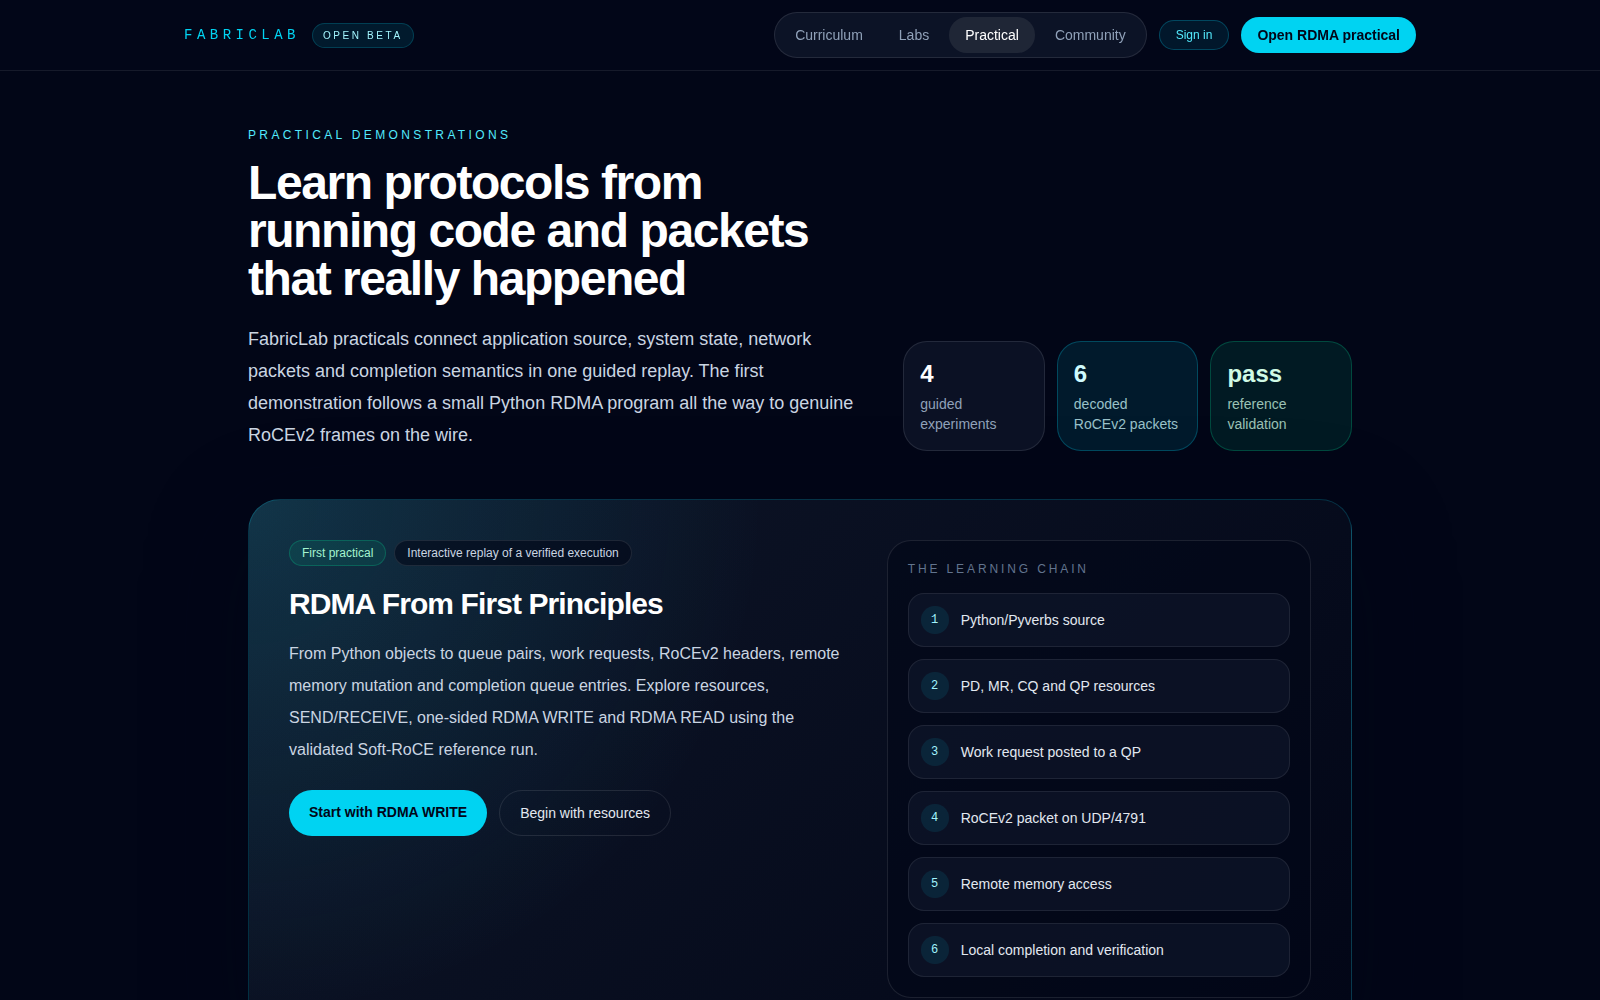 FABRICLAB
OPEN BETA
Curriculum
Labs
Practical
Community
Sign in
Open RDMA practical
PRACTICAL DEMONSTRATIONS
Learn protocols from
running code and packets
that really happened
FabricLab practicals connect application source, system state, network
packets and completion semantics in one guided replay. The first
demonstration follows a small Python RDMA program all the way to genuine
RoCEv2 frames on the wire.
4
guided
experiments
6
decoded
RoCEv2 packets
pass
reference
validation
First practical
Interactive replay of a verified execution
RDMA From First Principles
From Python objects to queue pairs, work requests, RoCEv2 headers, remote
memory mutation and completion queue entries. Explore resources,
SEND/RECEIVE, one-sided RDMA WRITE and RDMA READ using the
validated Soft-RoCE reference run.
Start with RDMA WRITE
Begin with resources
THE LEARNING CHAIN
1 Python/Pyverbs source
2 PD, MR, CQ and QP resources
3 Work request posted to a QP
4 RoCEv2 packet on UDP/4791
5 Remote memory access
6 Local completion and verification